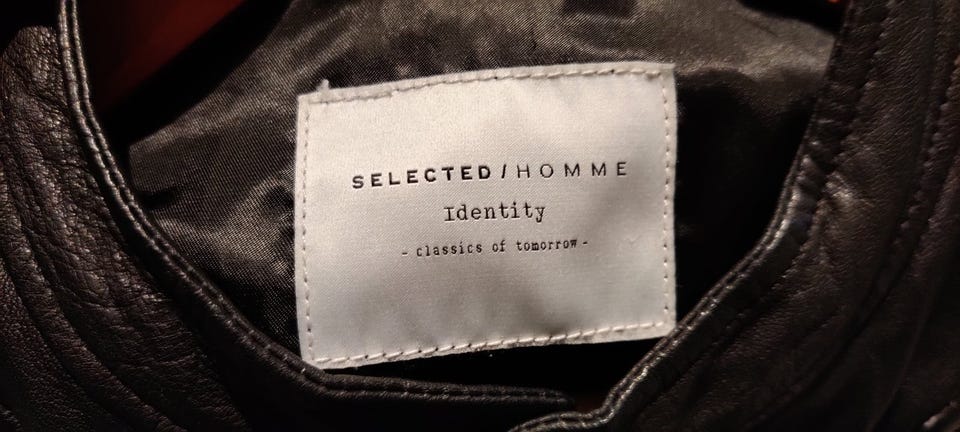 SELECTED/HOMME
Identity
- classics of tomorrow -